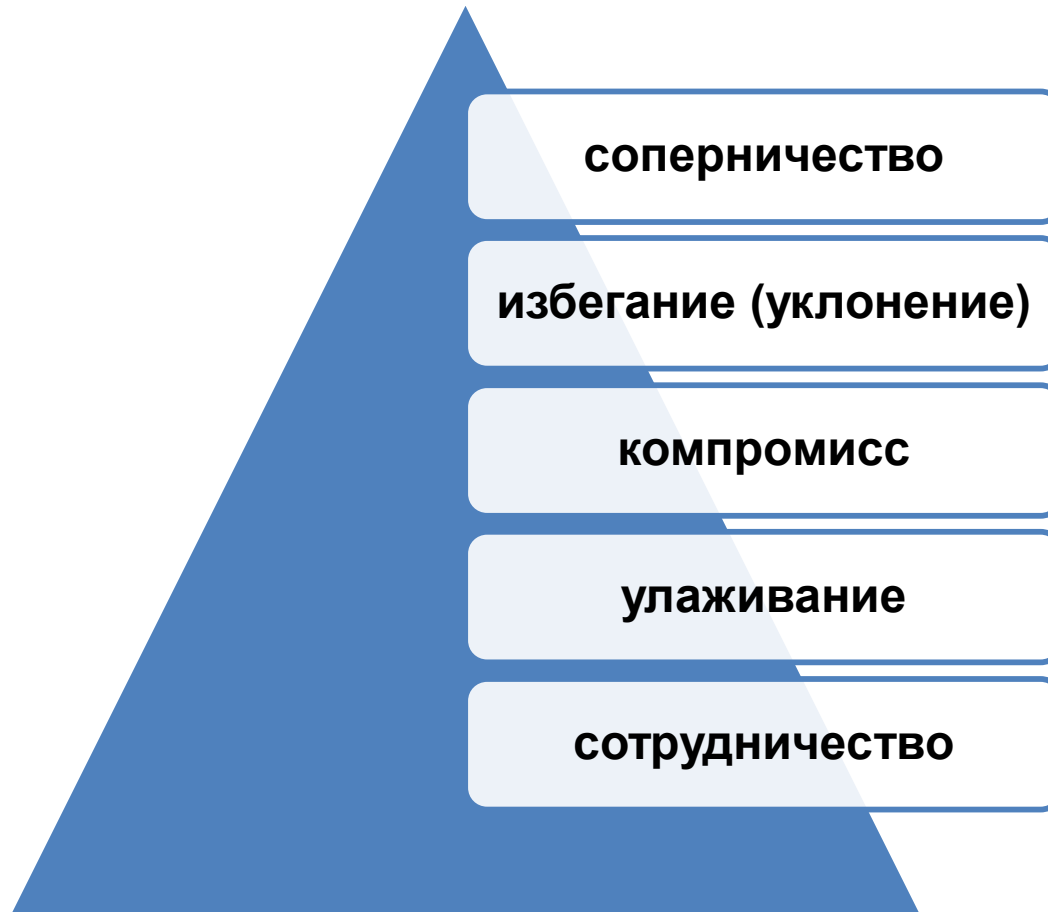 соперничество
избегание (уклонение)
компромисс
улаживание
сотрудничество